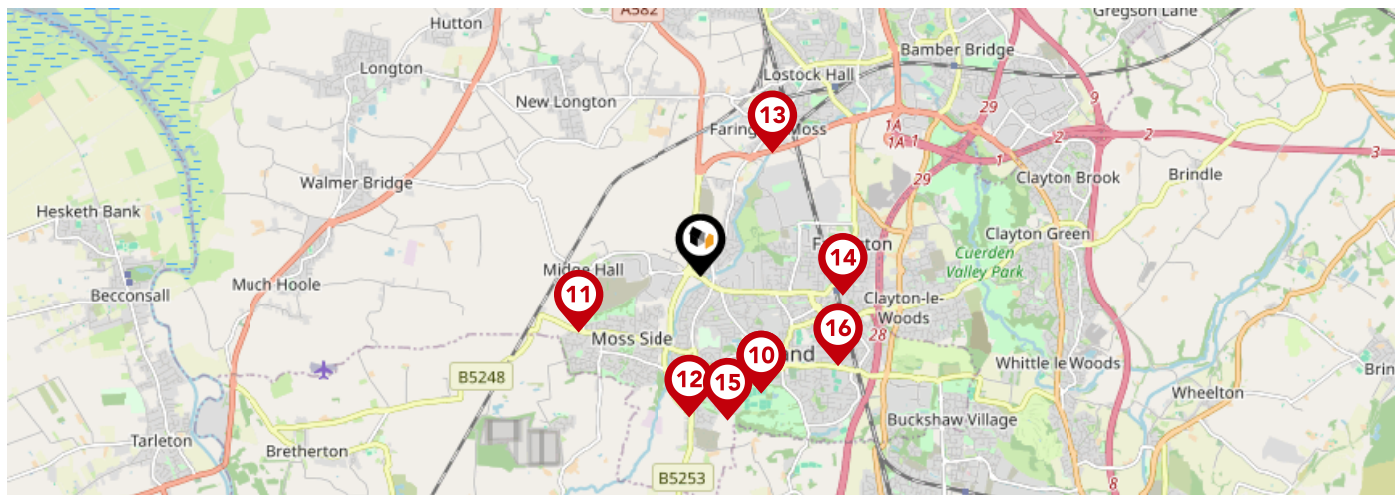 Hutton
A582
Gregson Lane
Bamber Bridge
Longton
Lostock Hall
New Longton
29
9
13
1A
1A
1
2
2
1
3
29
Walmer Bridge
Clayton Brook
Brindle
Hesketh Bank
Clayton Green
Cuerden
Valley Park
14
Midge Hall
Much Hoole
Becconsall
11
Clayton-le-
Woods
16
28
Moss Side
10
Whittle le Woods
12
15
B5248
Wheelton
Buckshaw Village
Tarleton
Bretherton
B5253
8